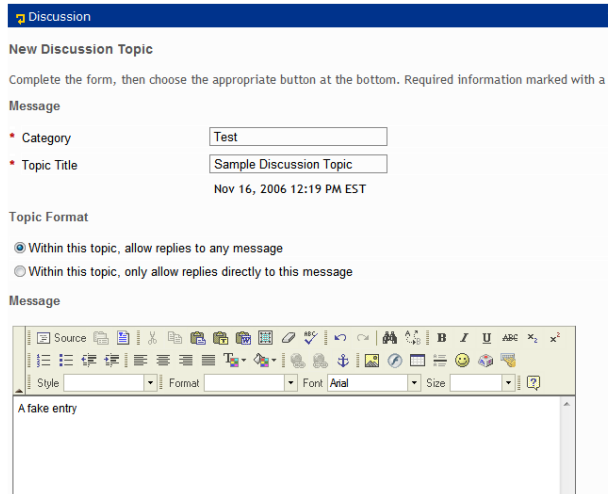 Discussion
New Discussion Topic
Complete the form, then choose the appropriate button at the bottom. Required information marked with a
Message
* Category Test
* Topic Title Sample Discussion Topic
Nov 16, 2006 12:19 PM EST
Topic Format
Within this topic, allow replies to any message
Within this topic, only allow replies directly to this message
Message
Source ABC B I U ABC x₂ x²
Style Format Font Arial Size
A fake entry